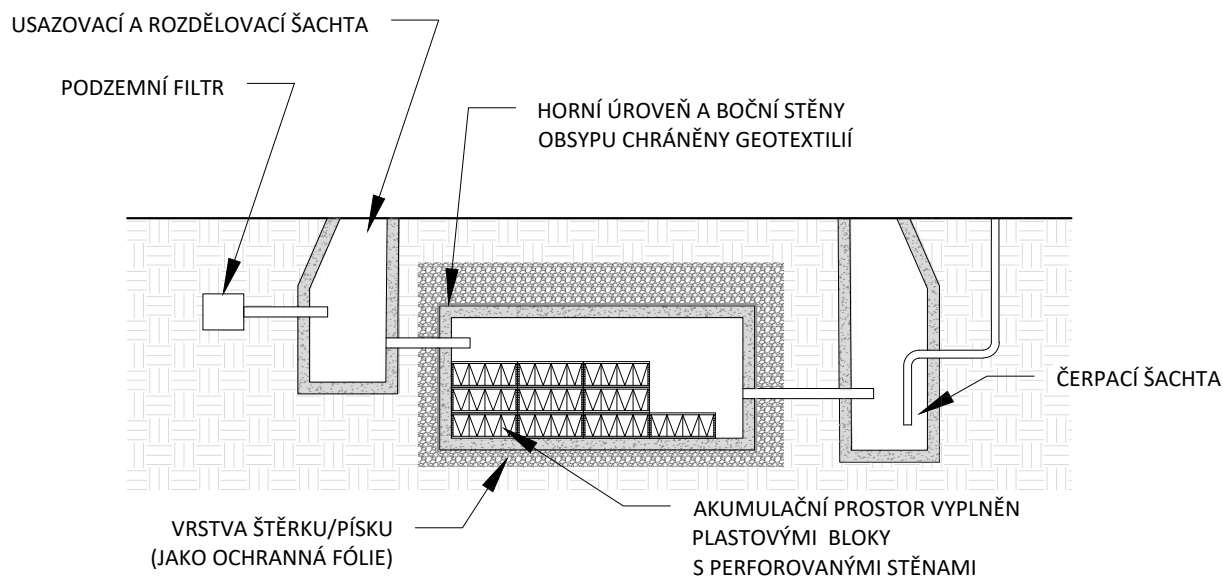 USAZOVACÍ A ROZDĚLOVACÍ ŠACHTA
PODZEMNÍ FILTR
HORNÍ ÚROVEŇ A BOČNÍ STĚNY
OBSYPU CHRÁNĚNY GEOTEXTILIÍ
ČERPACÍ ŠACHTA
VRSTVA ŠTĚRKU/PÍSKU
(JAKO OCHRANNÁ FÓLIE)
AKUMULAČNÍ PROSTOR VYPLNĚN
PLASTOVÝMI BLOKY
S PERFOROVANÝMI STĚNAMI